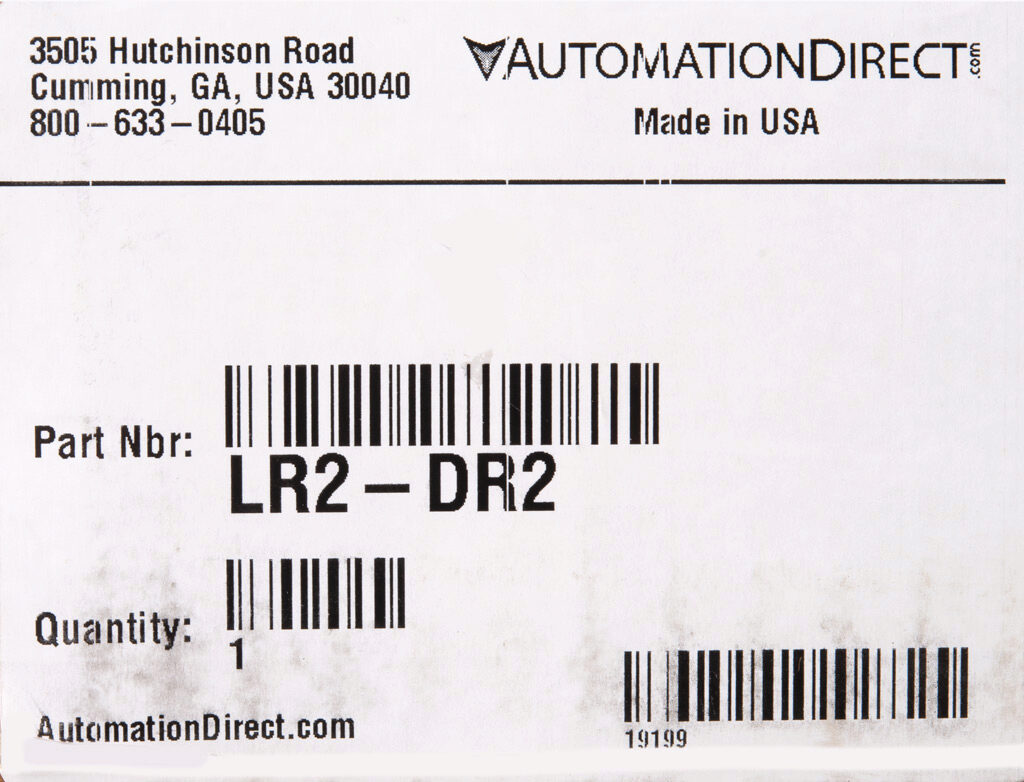 3505 Hutchinson Road
Cumming, GA, USA 30040
800-633-0405
AUTOMATIONDIRECT.com
Made in USA
Part Nbr:
LR2-DR2
Quantity:
1
AutomationDirect.com
19199